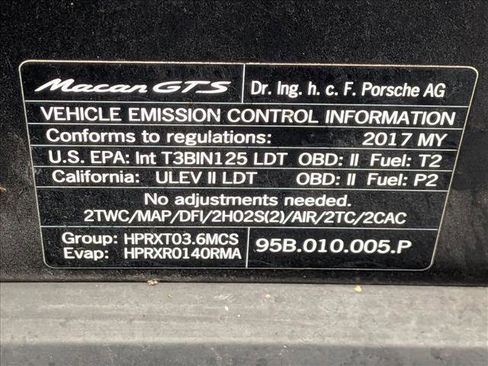 Macan GTS Dr. Ing. h. c. F. Porsche AG
VEHICLE EMISSION CONTROL INFORMATION
Conforms to regulations: 2017 MY
U.S. EPA: Int T3BIN125 LDT OBD: II Fuel: T2
California: ULEV II LDT OBD: II Fuel: P2
No adjustments needed.
2TWC/MAP/DFI/2HO2S(2)/AIR/2TC/2CAC
Group: HPRXT03.6MCS
Evap: HPRXR0140RMA
95B.010.005.P